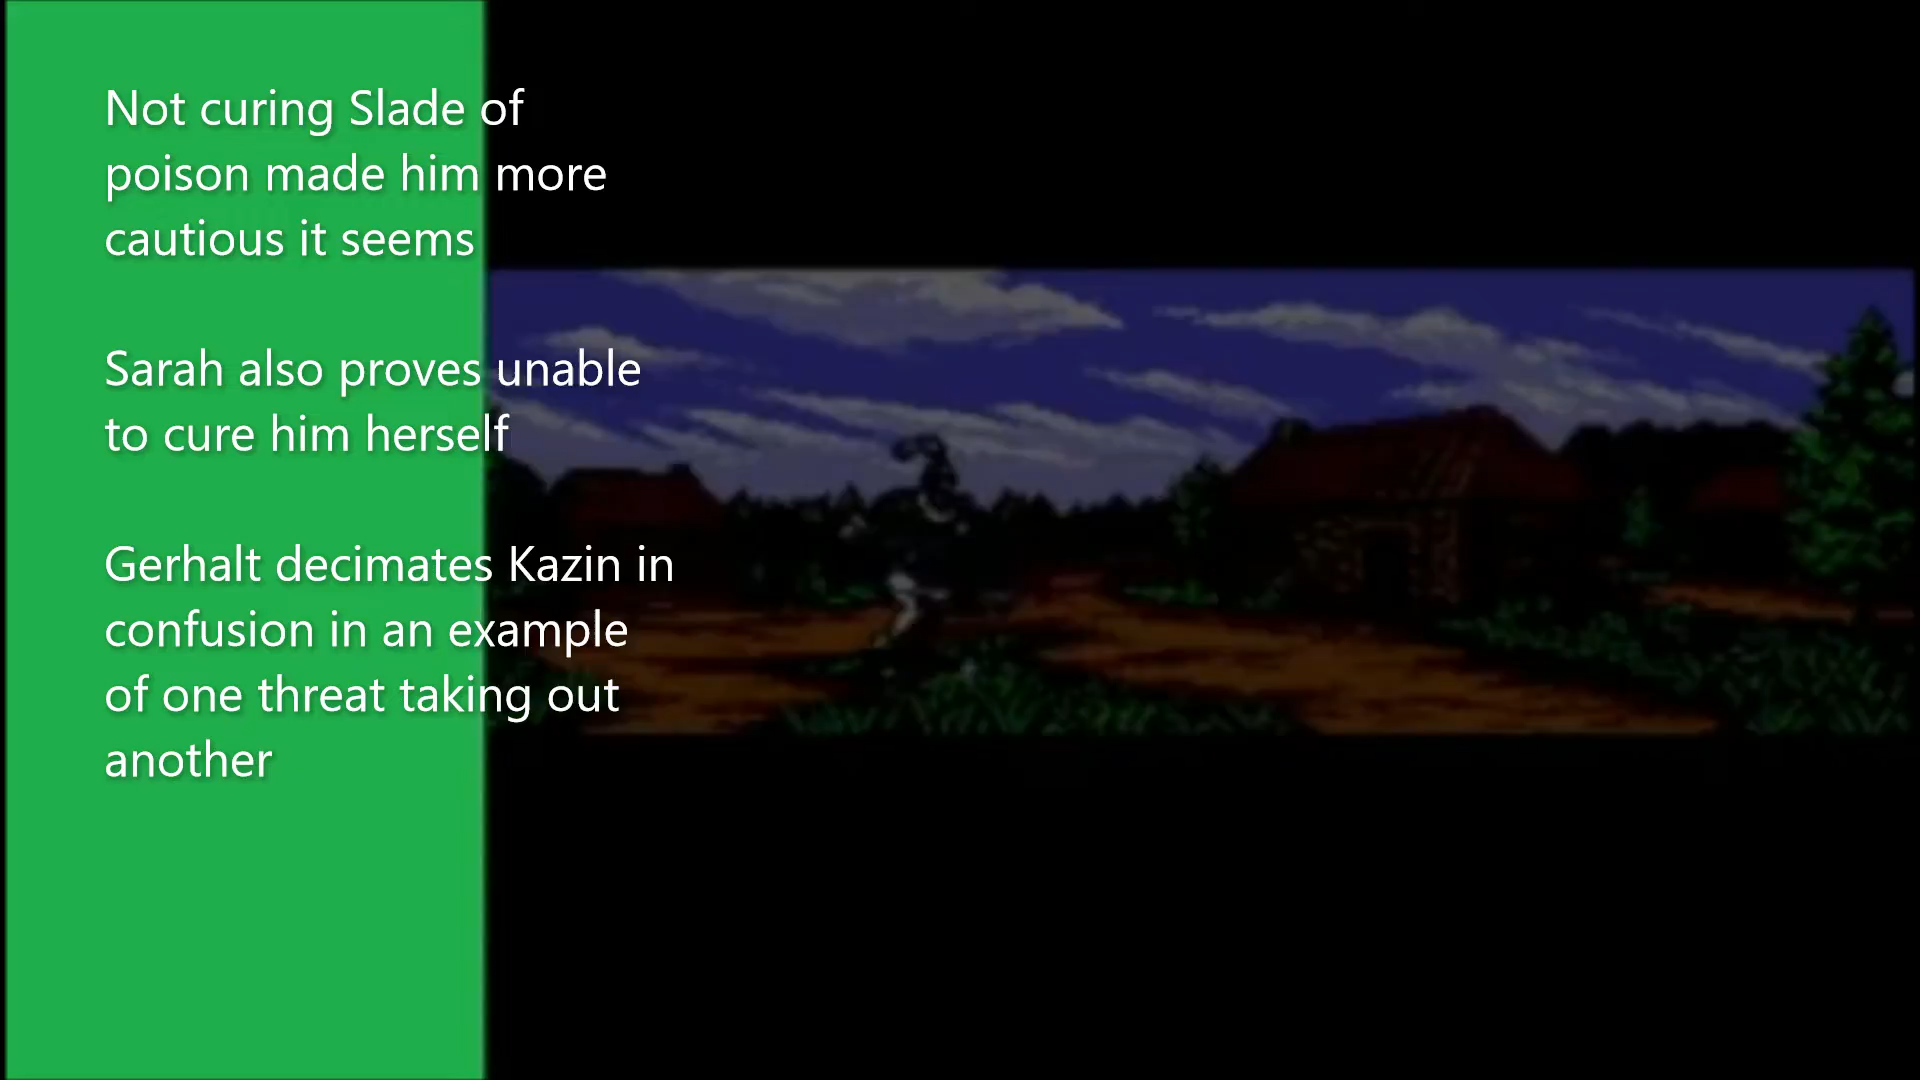 Not curing Slade of
poison made him more
cautious it seems
Sarah also proves unable
to cure him herself
Gerhalt decimates Kazin in
confusion in an example
of one threat taking out
another